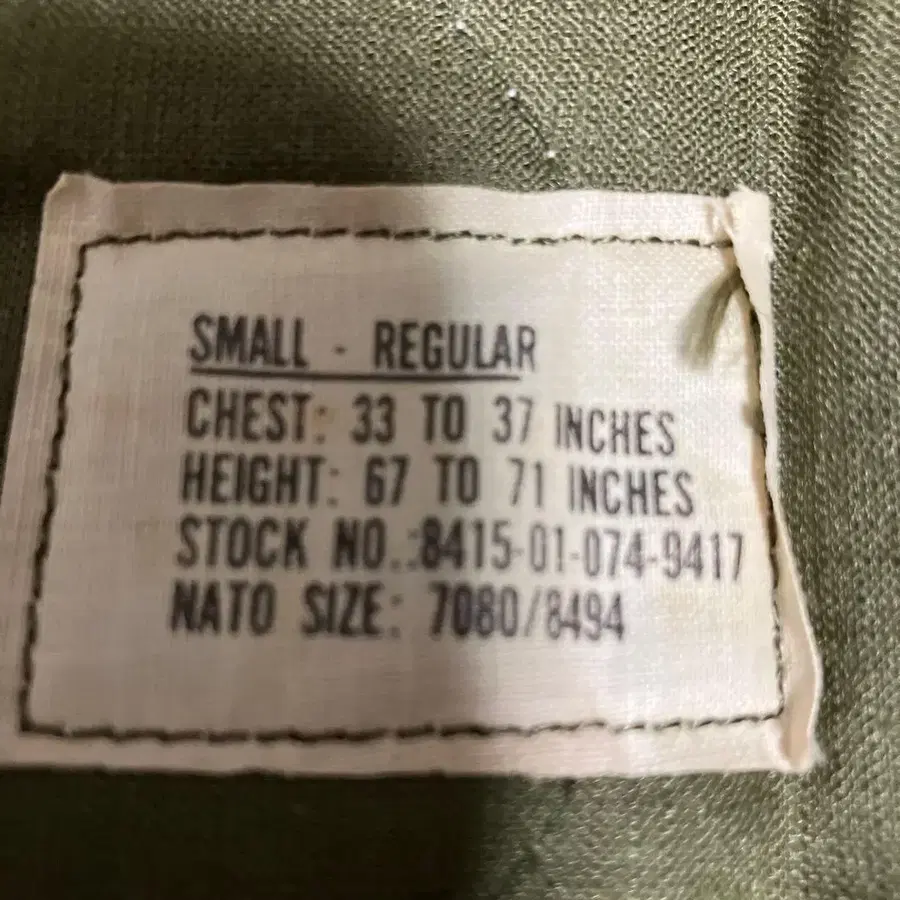 SMALL - REGULAR
CHEST: 33 TO 37 INCHES
HEIGHT: 67 TO 71 INCHES
STOCK NO.:8415-01-074-9417
NATO SIZE: 7080/8494